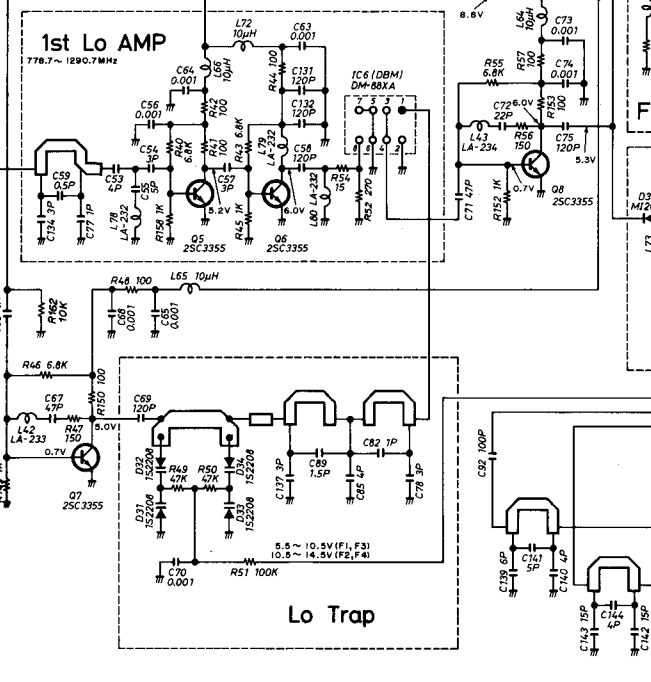 1st Lo AMP
778.7~1290.7MHz
L72
10μH
C63
0.001
C64
0.001
L66
10μH
R44 100
C131
120P
C132
120P
C56
0.001
R42
100
R41
100
R40
6.8K
R43 6.8K
L79
LA-232
C58
120P
C54
3P
C57
3P
C53
4P
C59
0.5P
C55
5P
L78
LA-232
R158 1K
C134 3P
C77 1P
5.2V
Q5
2SC3355
R45 1K
6.0V
Q6
2SC3355
L80 LA-232
R54
15
R52 270
IC6 (DBM)
DM-88XA
7 5 3 1
8 6 4 2
8.8V
L64
10μH
C73
0.001
R57
100
C74
0.001
R55
6.8K
R153
100
C72
22P
6.0V
L43
LA-234
R56
150
C75
120P
5.3V
0.7V
Q8
2SC3355
C71 47P
R152 1K
F
D3
M12
L73
R162
10K
R48 100
L65 10μH
C68
0.001
C65
0.001
R46 6.8K
R150 100
C67
47P
L42
LA-233
R47
150
5.0V
0.7V
Q7
2SC3355
C69
120P
D32
1S2208
R49
47K
R50
47K
D34
1S2208
D31
1S2208
D33
1S2208
C137 3P
C89
1.5P
C85 4P
C82 1P
C78 3P
C70
0.001
R51 100K
5.5~10.5V(F1,F3)
10.5~14.5V(F2,F4)
Lo Trap
C92 100P
C139 6P
C141
5P
C140 4P
C143 15P
C144
4P
C142 15P